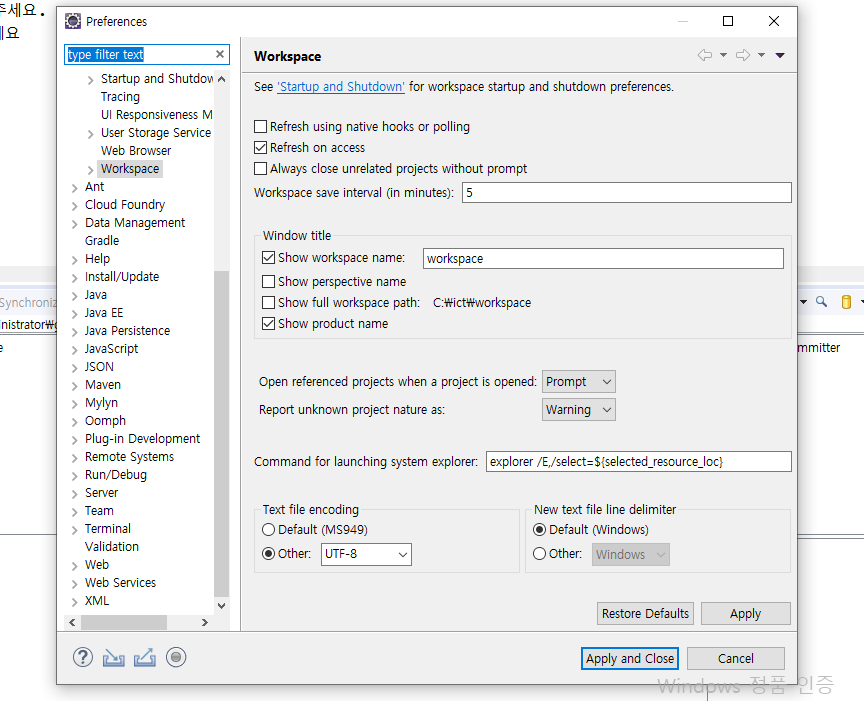 주세요.
세요
Preferences
type filter text
Startup and Shutdow
Tracing
UI Responsiveness M
User Storage Service
Web Browser
Workspace
Ant
Cloud Foundry
Data Management
Gradle
Help
Install/Update
Java
Java EE
Java Persistence
JavaScript
JSON
Maven
Mylyn
Oomph
Plug-in Development
Remote Systems
Run/Debug
Server
Team
Terminal
Validation
Web
Web Services
XML
Workspace
See 'Startup and Shutdown' for workspace startup and shutdown preferences.
Refresh using native hooks or polling
Refresh on access
Always close unrelated projects without prompt
Workspace save interval (in minutes): 5
Window title
Show workspace name: workspace
Show perspective name
Show full workspace path: C:₩ict₩workspace
Show product name
Open referenced projects when a project is opened: Prompt
Report unknown project nature as: Warning
Command for launching system explorer: explorer /E,/select=${selected_resource_loc}
Text file encoding
Default (MS949)
Other: UTF-8
New text file line delimiter
Default (Windows)
Other: Windows
Restore Defaults Apply
Apply and Close Cancel
Synchroniz
inistrator₩g
mmitter
Windows 정품 인증